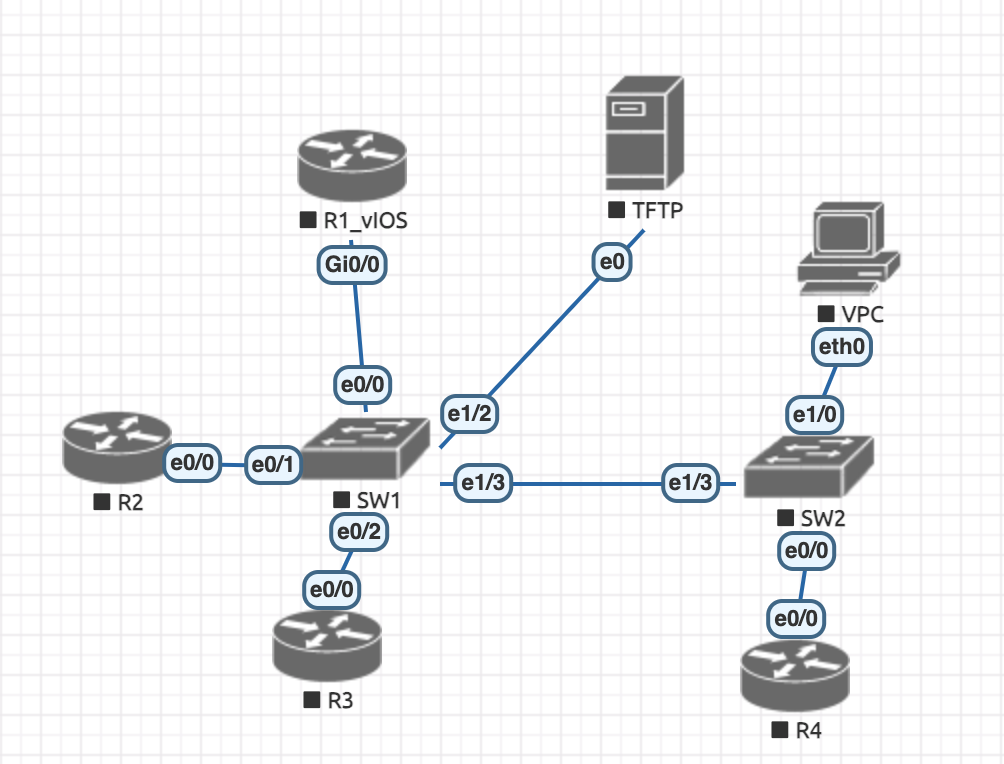 TFTP
R1_vIOS
Gi0/0
e0
VPC
eth0
e0/0
e1/2
e1/0
e0/0
e0/1
e1/3
e1/3
R2
SW1
SW2
e0/2
e0/0
e0/0
e0/0
R3
R4